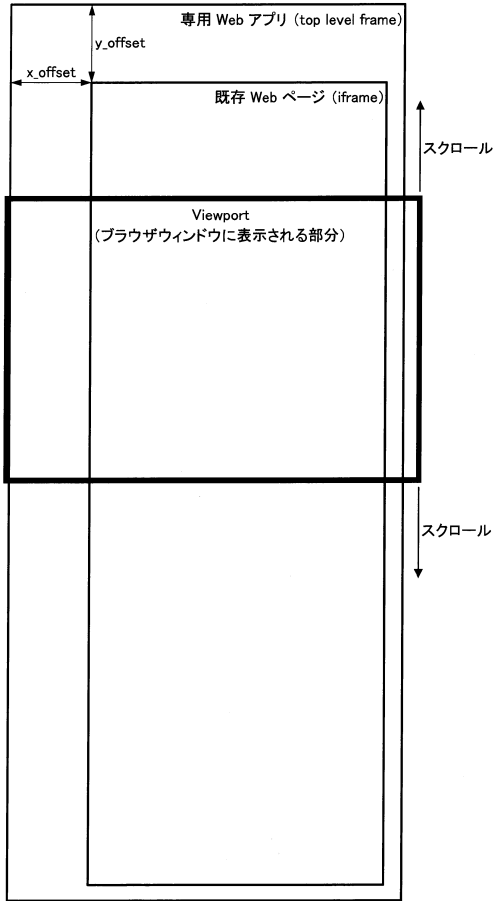 専用 Web アプリ (top level frame)
y_offset
x_offset
既存 Web ページ (iframe)
スクロール
Viewport
(ブラウザウィンドウに表示される部分)
スクロール